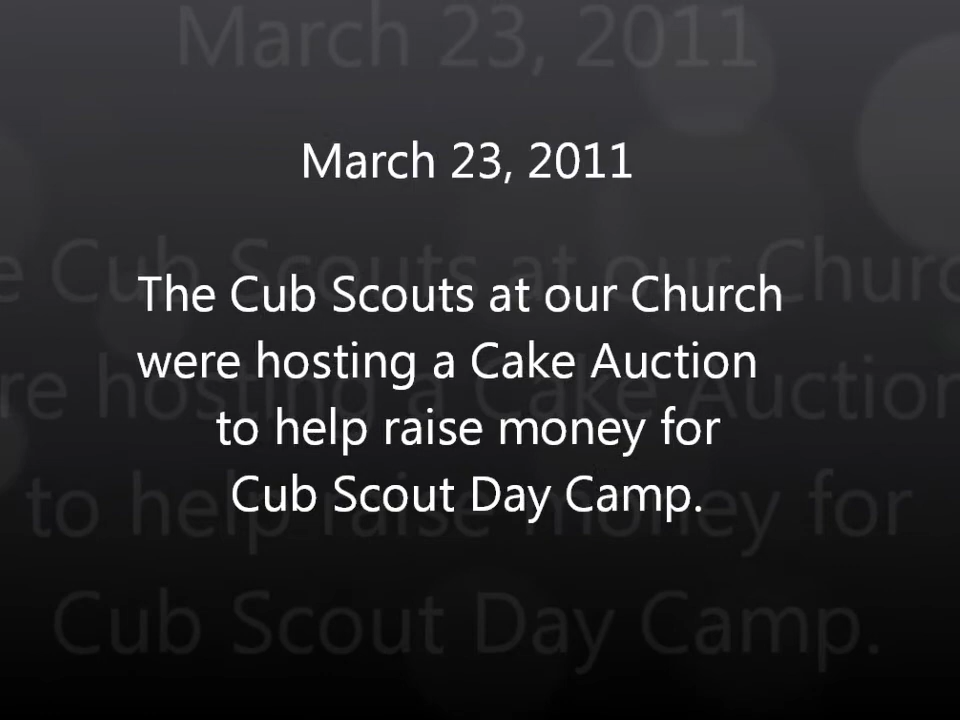 March 23, 2011
The Cub Scouts at our Church
were hosting a Cake Auction
to help raise money for
Cub Scout Day Camp.